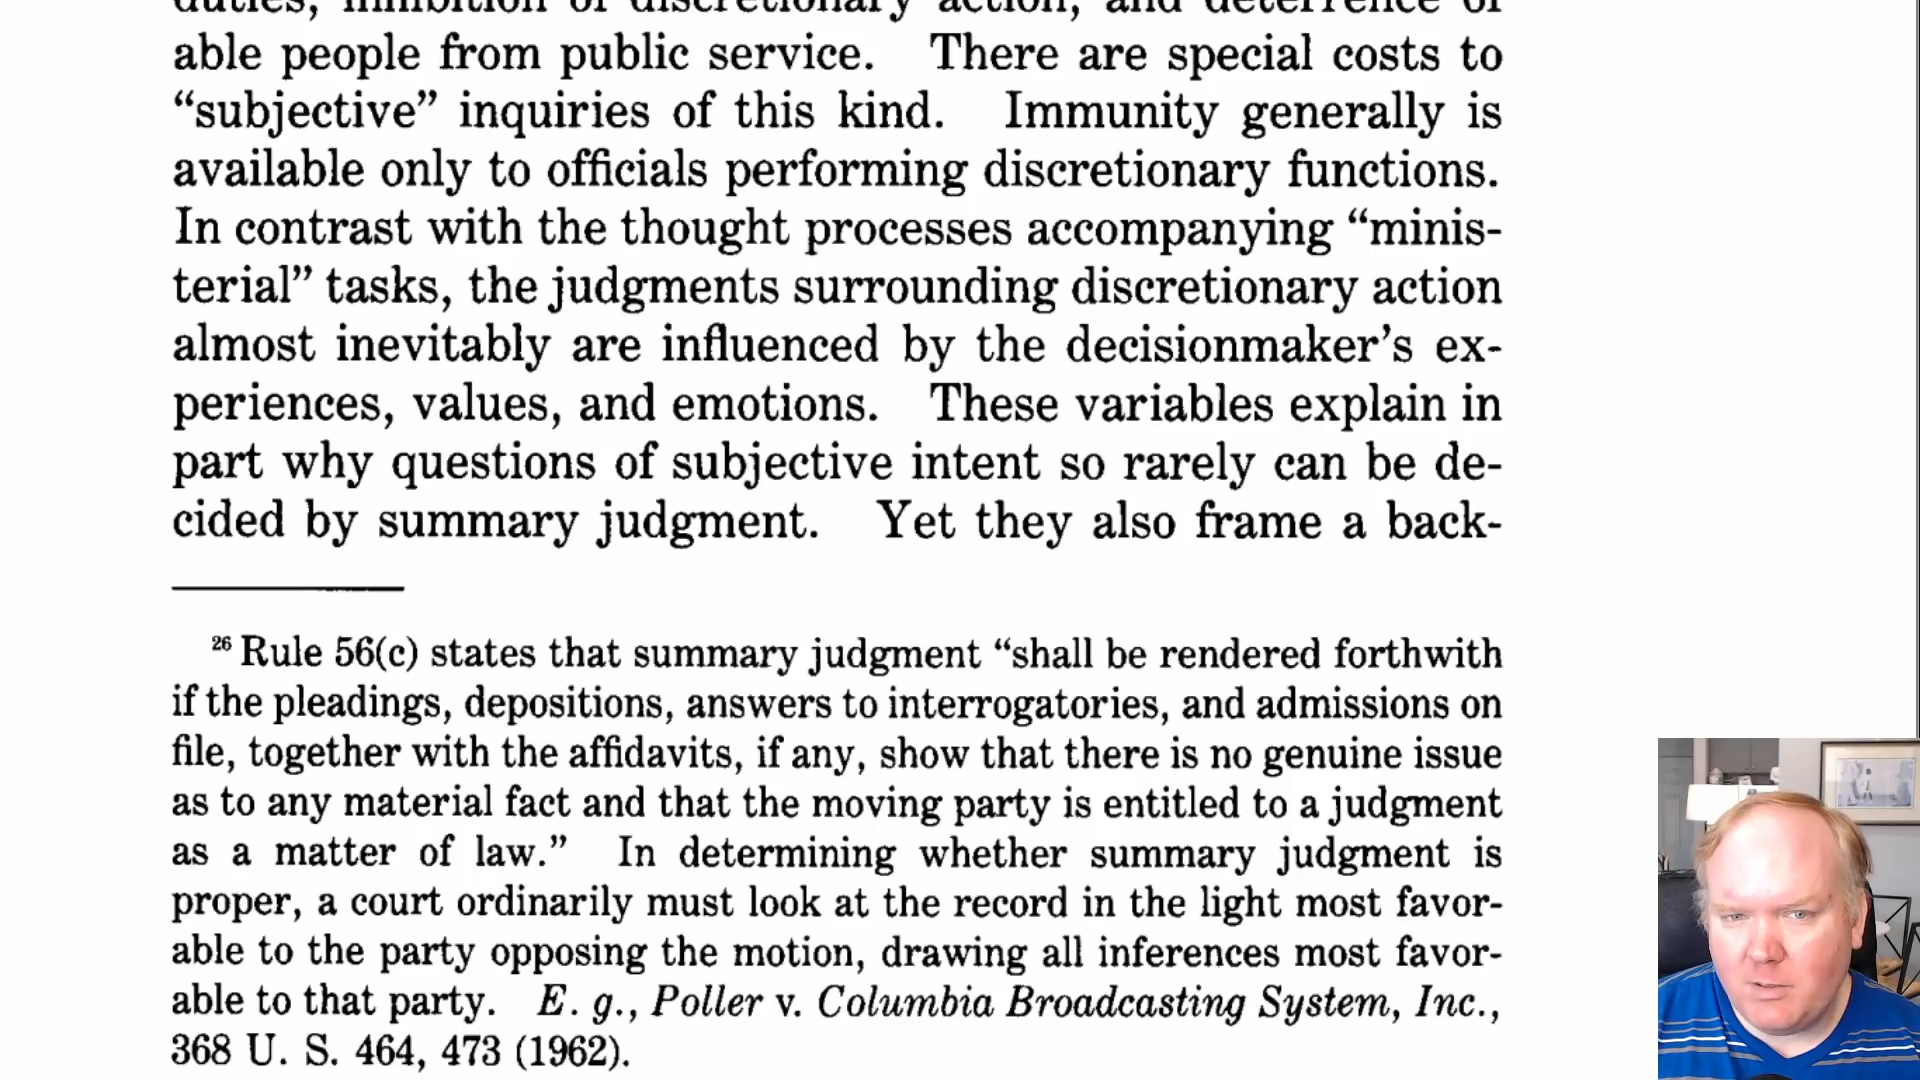 duties, inhibition of discretionary action, and deterrence of
able people from public service. There are special costs to
“subjective” inquiries of this kind. Immunity generally is
available only to officials performing discretionary functions.
In contrast with the thought processes accompanying “minis-
terial” tasks, the judgments surrounding discretionary action
almost inevitably are influenced by the decisionmaker’s ex-
periences, values, and emotions. These variables explain in
part why questions of subjective intent so rarely can be de-
cided by summary judgment. Yet they also frame a back-
26 Rule 56(c) states that summary judgment “shall be rendered forthwith
if the pleadings, depositions, answers to interrogatories, and admissions on
file, together with the affidavits, if any, show that there is no genuine issue
as to any material fact and that the moving party is entitled to a judgment
as a matter of law.” In determining whether summary judgment is
proper, a court ordinarily must look at the record in the light most favor-
able to the party opposing the motion, drawing all inferences most favor-
able to that party. E. g., Poller v. Columbia Broadcasting System, Inc.,
368 U. S. 464, 473 (1962).